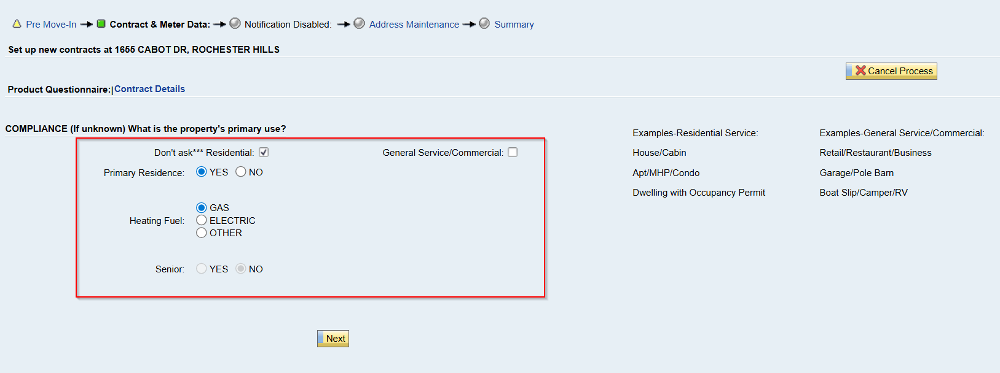 Pre Move-In Contract & Meter Data: Notification Disabled: Address Maintenance Summary
Set up new contracts at 1655 CABOT DR, ROCHESTER HILLS
Cancel Process
Product Questionnaire:|Contract Details
COMPLIANCE (If unknown) What is the property's primary use?
Don't ask*** Residential: General Service/Commercial:
Primary Residence: YES NO
GAS
Heating Fuel: ELECTRIC
OTHER
Senior: YES NO
Examples-Residential Service:
House/Cabin
Apt/MHP/Condo
Dwelling with Occupancy Permit
Examples-General Service/Commercial:
Retail/Restaurant/Business
Garage/Pole Barn
Boat Slip/Camper/RV
Next